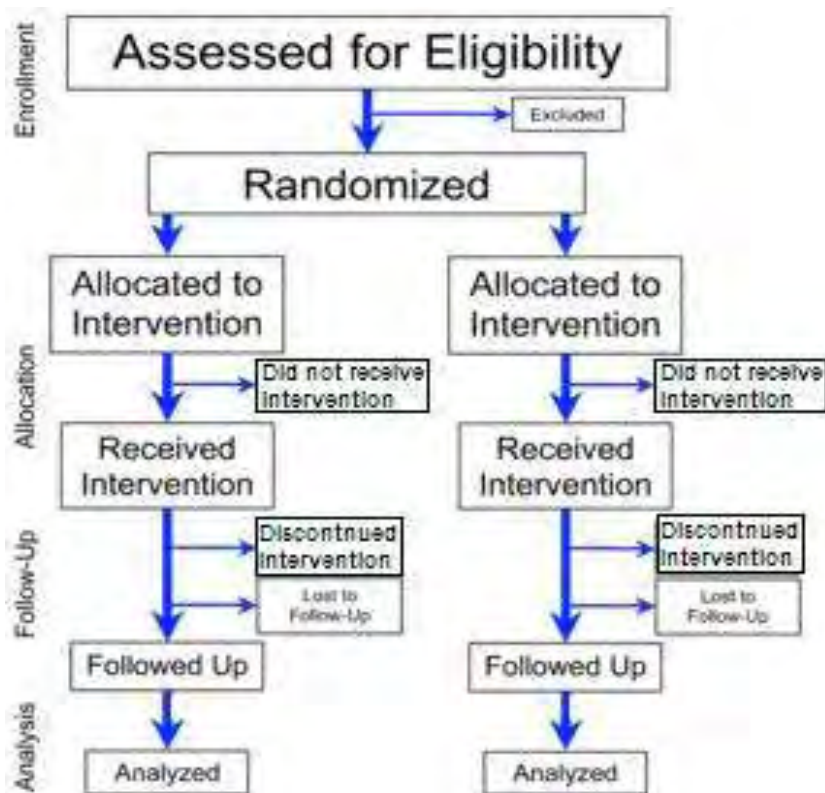 Enrollment
Assessed for Eligibility
Excluded
Randomized
Allocation
Allocated to
Intervention
Allocated to
Intervention
Did not receive
intervention
Did not receive
intervention
Received
Intervention
Received
Intervention
Follow-Up
Discontnued
intervention
Discontnued
intervention
Lost to
Follow-Up
Lost to
Follow-Up
Followed Up
Followed Up
Analysis
Analyzed
Analyzed